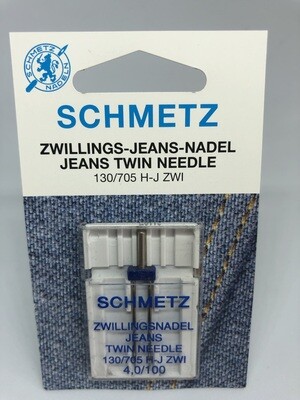 SCHMETZ
NADELN
SCHMETZ
ZWILLINGS-JEANS-NADEL
JEANS TWIN NEEDLE
130/705 H-J ZWI
SCHMETZ
ZWILLINGSNADEL
JEANS
TWIN NEEDLE
130/705 H-J ZWI
4,0/100